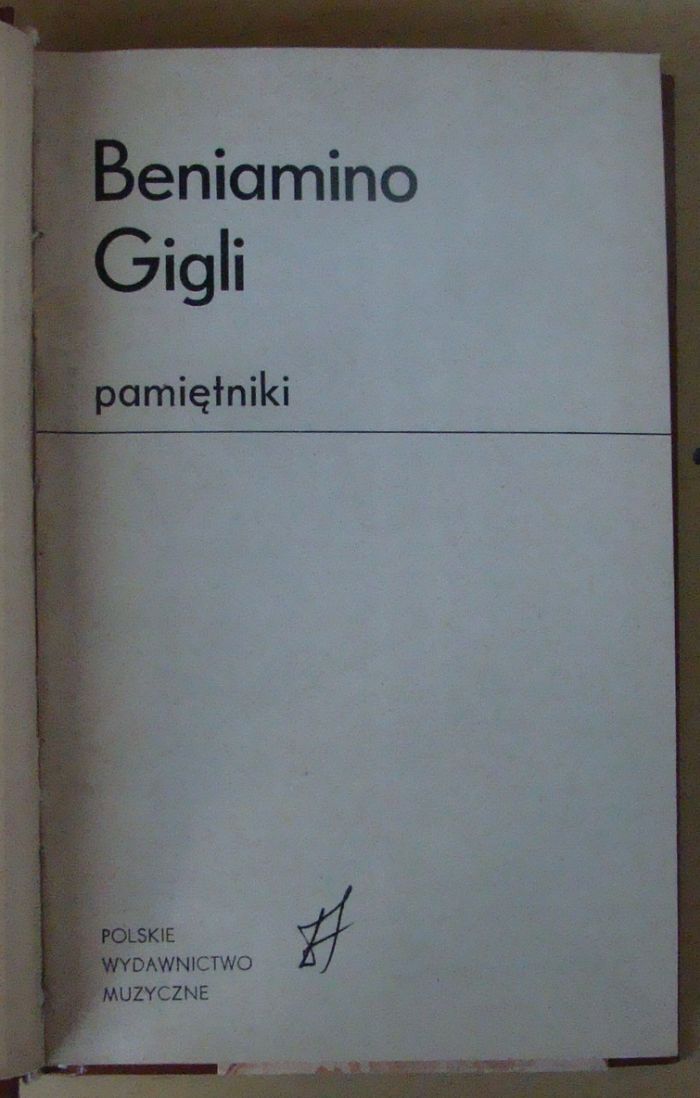 Beniamino
Gigli
pamiętniki
POLSKIE
WYDAWNICTWO
MUZYCZNE